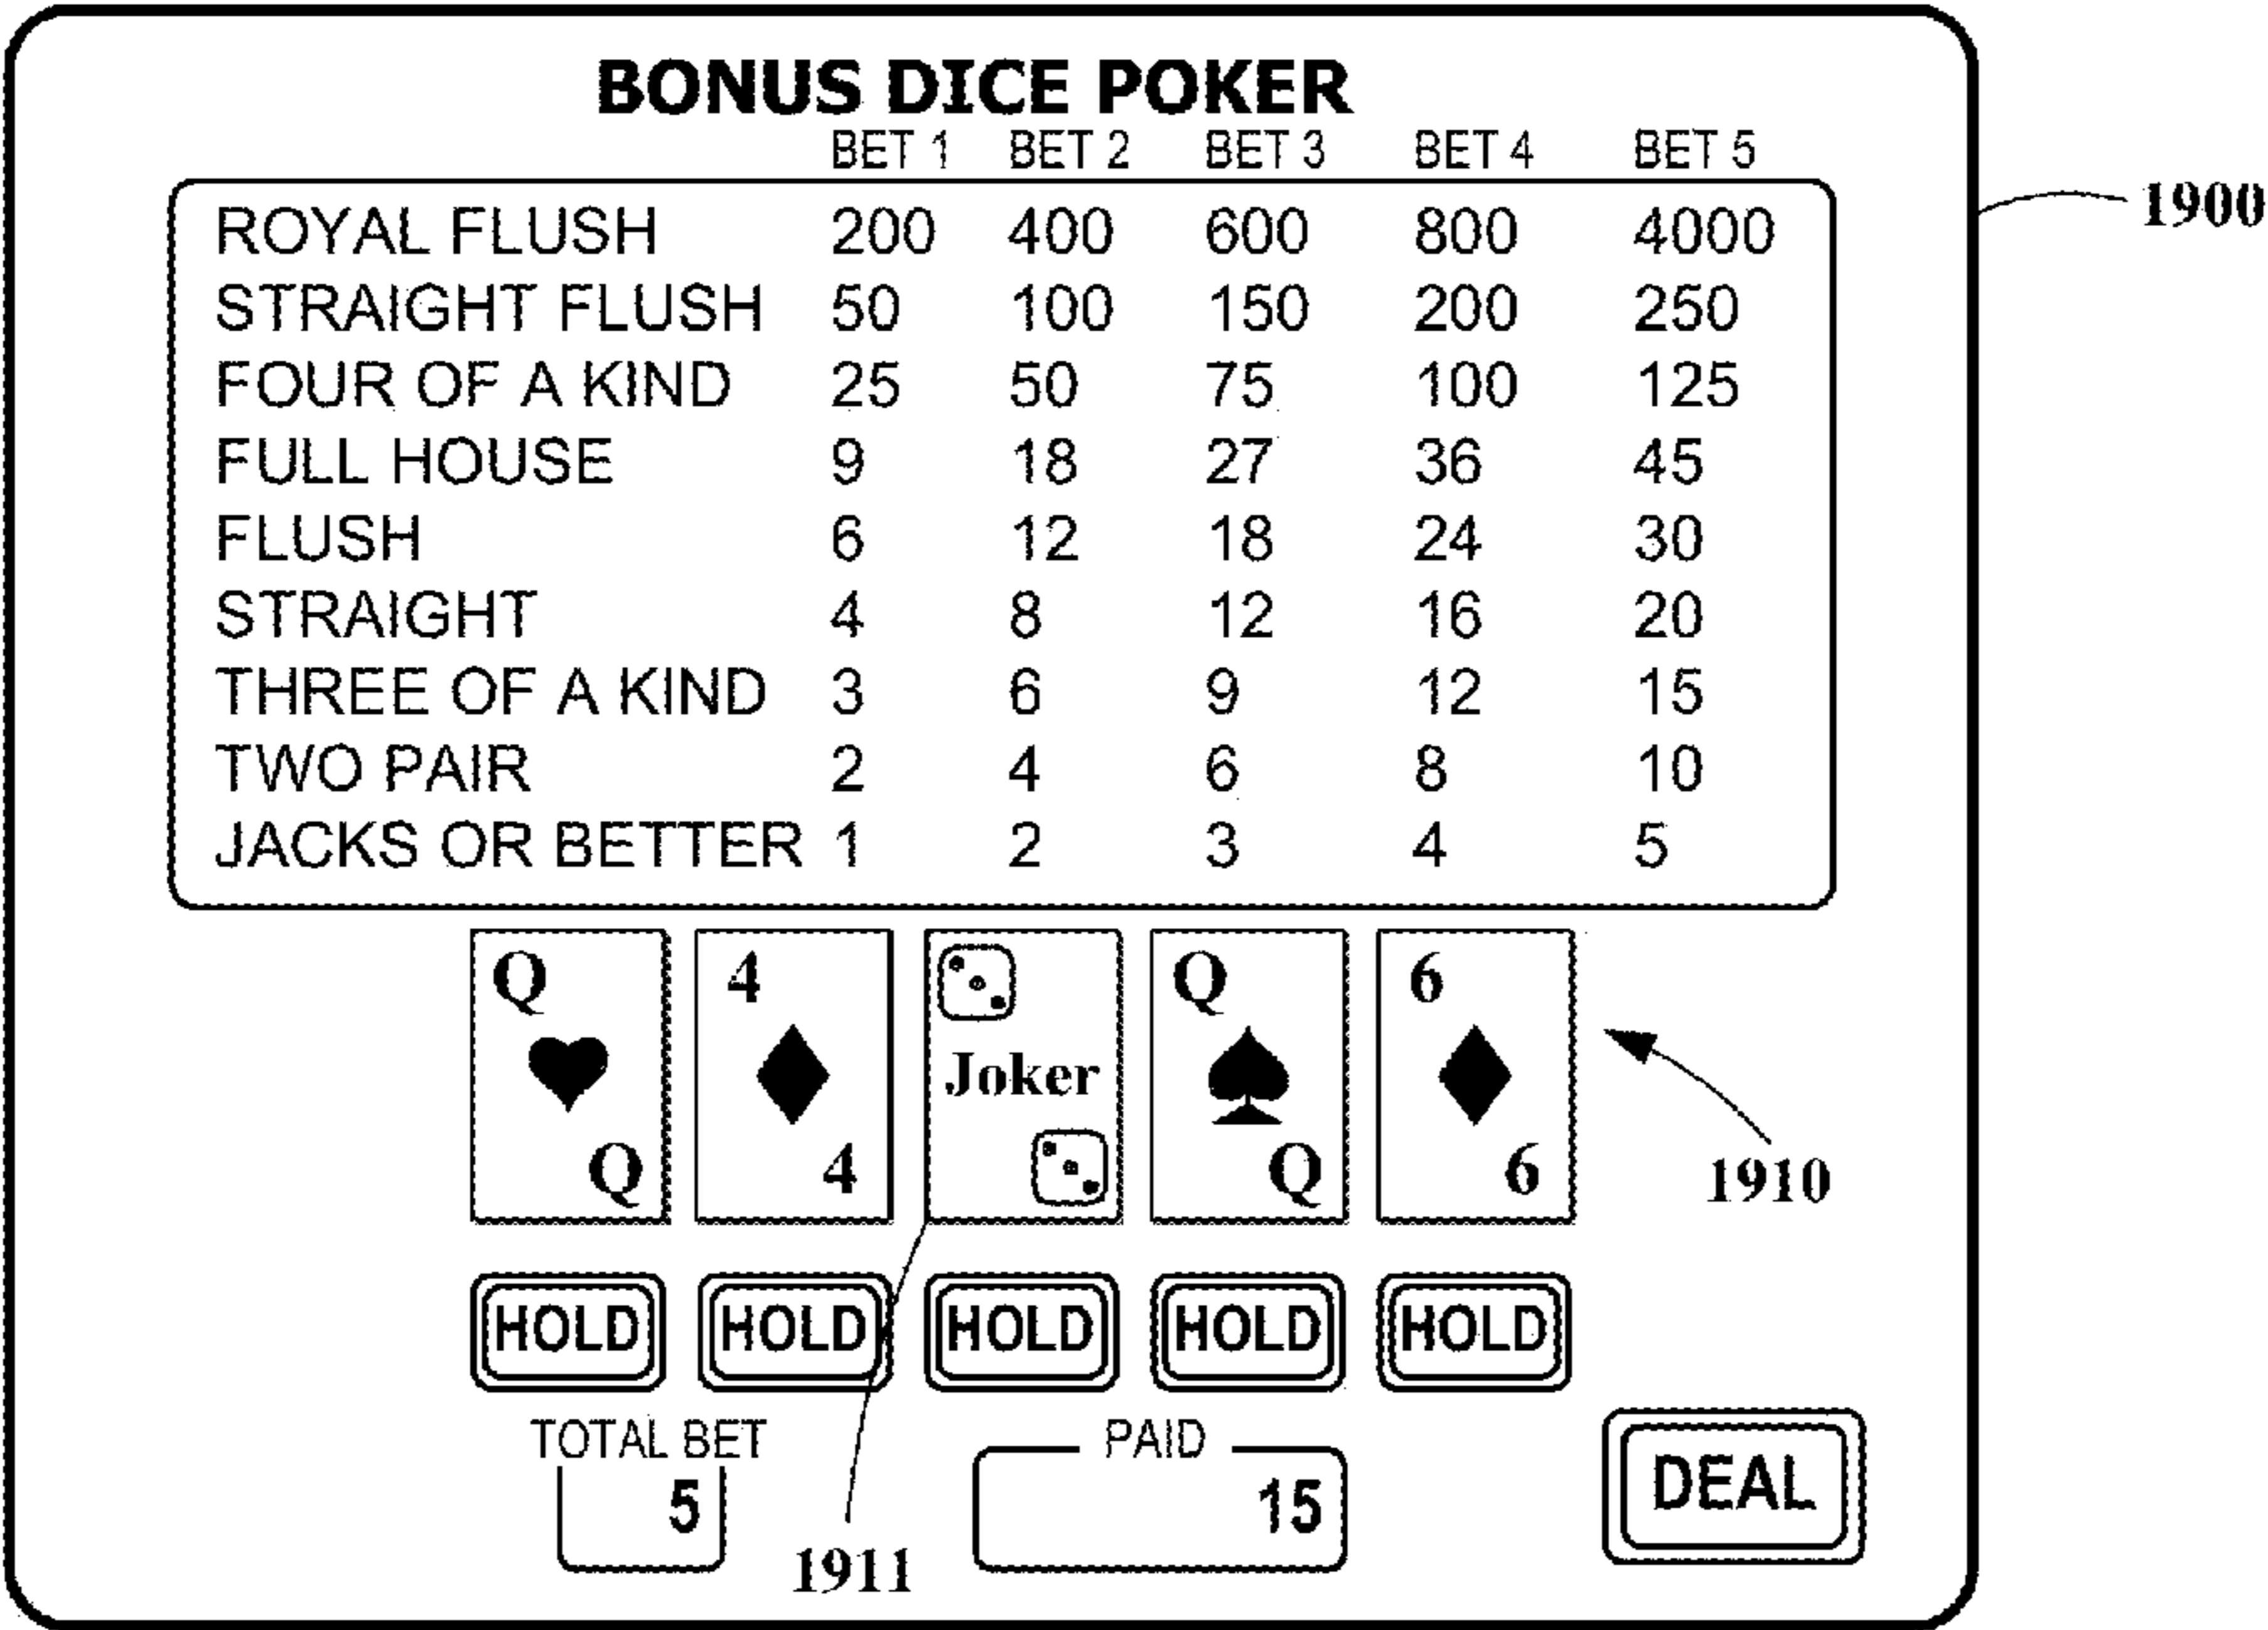 BONUS DICE POKER
BET 1 BET 2 BET 3 BET 4 BET 5
ROYAL FLUSH 200 400 600 800 4000
1900
STRAIGHT FLUSH 50 100 150 200 250
FOUR OF A KIND 25 50 75 100 125
FULL HOUSE 9 18 27 36 45
FLUSH 6 12 18 24 30
STRAIGHT 4 8 12 16 20
THREE OF A KIND 3 6 9 12 15
TWO PAIR 2 4 6 8 10
JACKS OR BETTER 1 2 3 4 5
Q 4 Q 6
Joker
Q 4 Q 6
1910
HOLD HOLD HOLD HOLD HOLD
TOTAL BET PAID
5 15 DEAL
1911